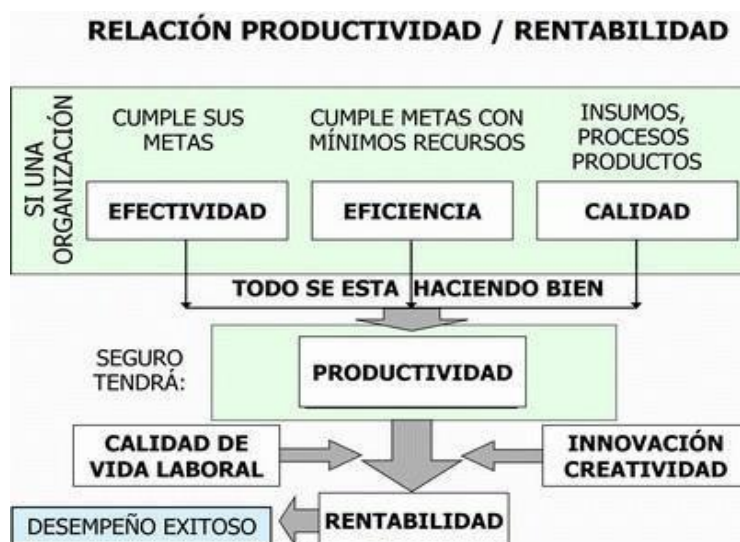 RELACIÓN PRODUCTIVIDAD / RENTABILIDAD
SI UNA
ORGANIZACIÓN
CUMPLE SUS
METAS
EFECTIVIDAD
CUMPLE METAS CON
MÍNIMOS RECURSOS
EFICIENCIA
INSUMOS,
PROCESOS
PRODUCTOS
CALIDAD
TODO SE ESTA HACIENDO BIEN
SEGURO
TENDRÁ:
PRODUCTIVIDAD
CALIDAD DE
VIDA LABORAL
INNOVACIÓN
CREATIVIDAD
RENTABILIDAD
DESEMPEÑO EXITOSO